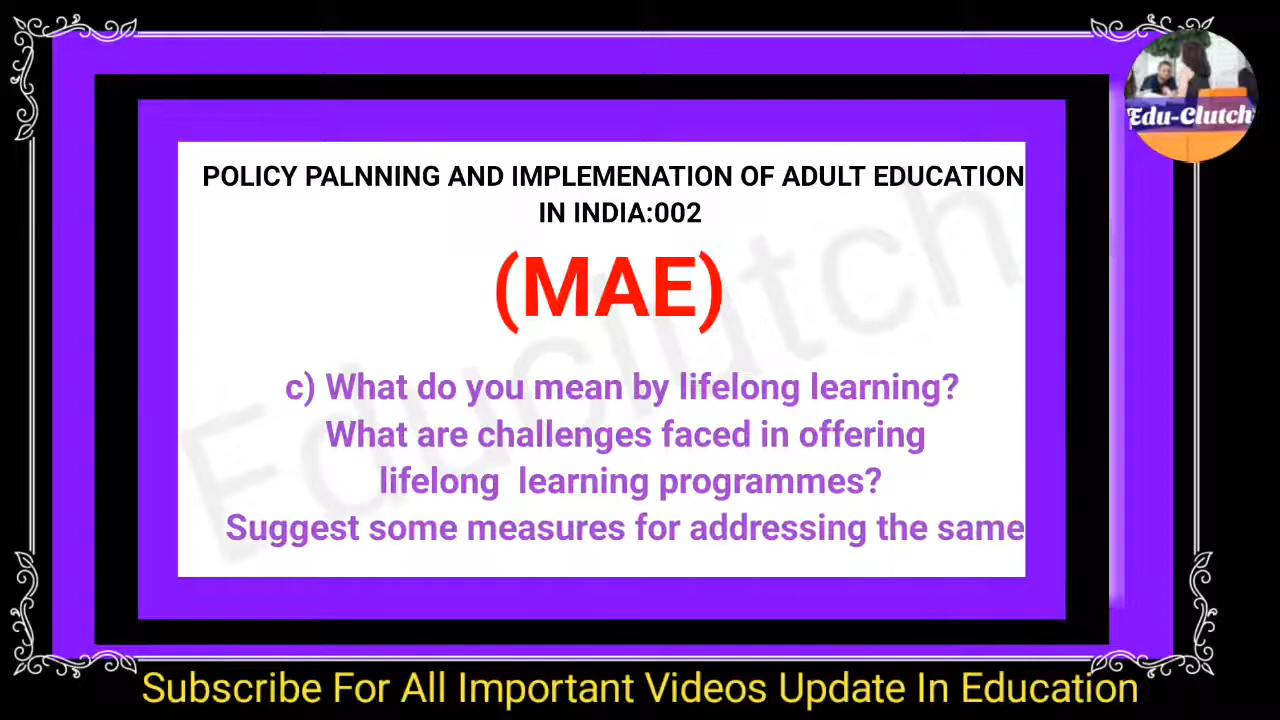 Edu-Clutch
POLICY PALNNING AND IMPLEMENATION OF ADULT EDUCATION
IN INDIA:002
(MAE)
Educlutch
c) What do you mean by lifelong learning?
What are challenges faced in offering
lifelong learning programmes?
Suggest some measures for addressing the same
Subscribe For All Important Videos Update In Education